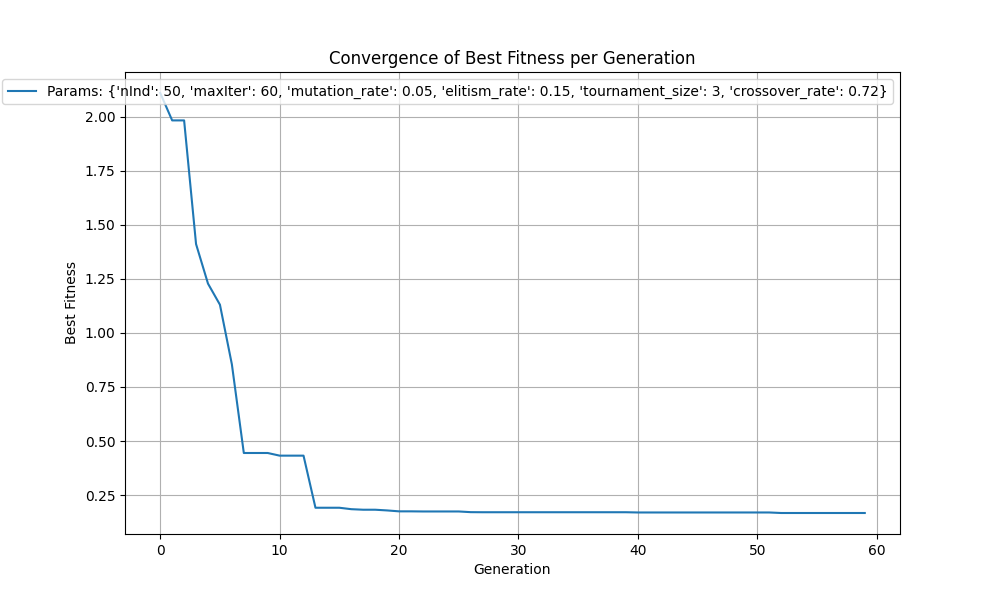 Convergence of Best Fitness per Generation
Params: {'nInd': 50, 'maxIter': 60, 'mutation_rate': 0.05, 'elitism_rate': 0.15, 'tournament_size': 3, 'crossover_rate': 0.72}
2.00
1.75
1.50
1.25
1.00
0.75
0.50
0.25
Best Fitness
0 10 20 30 40 50 60
Generation